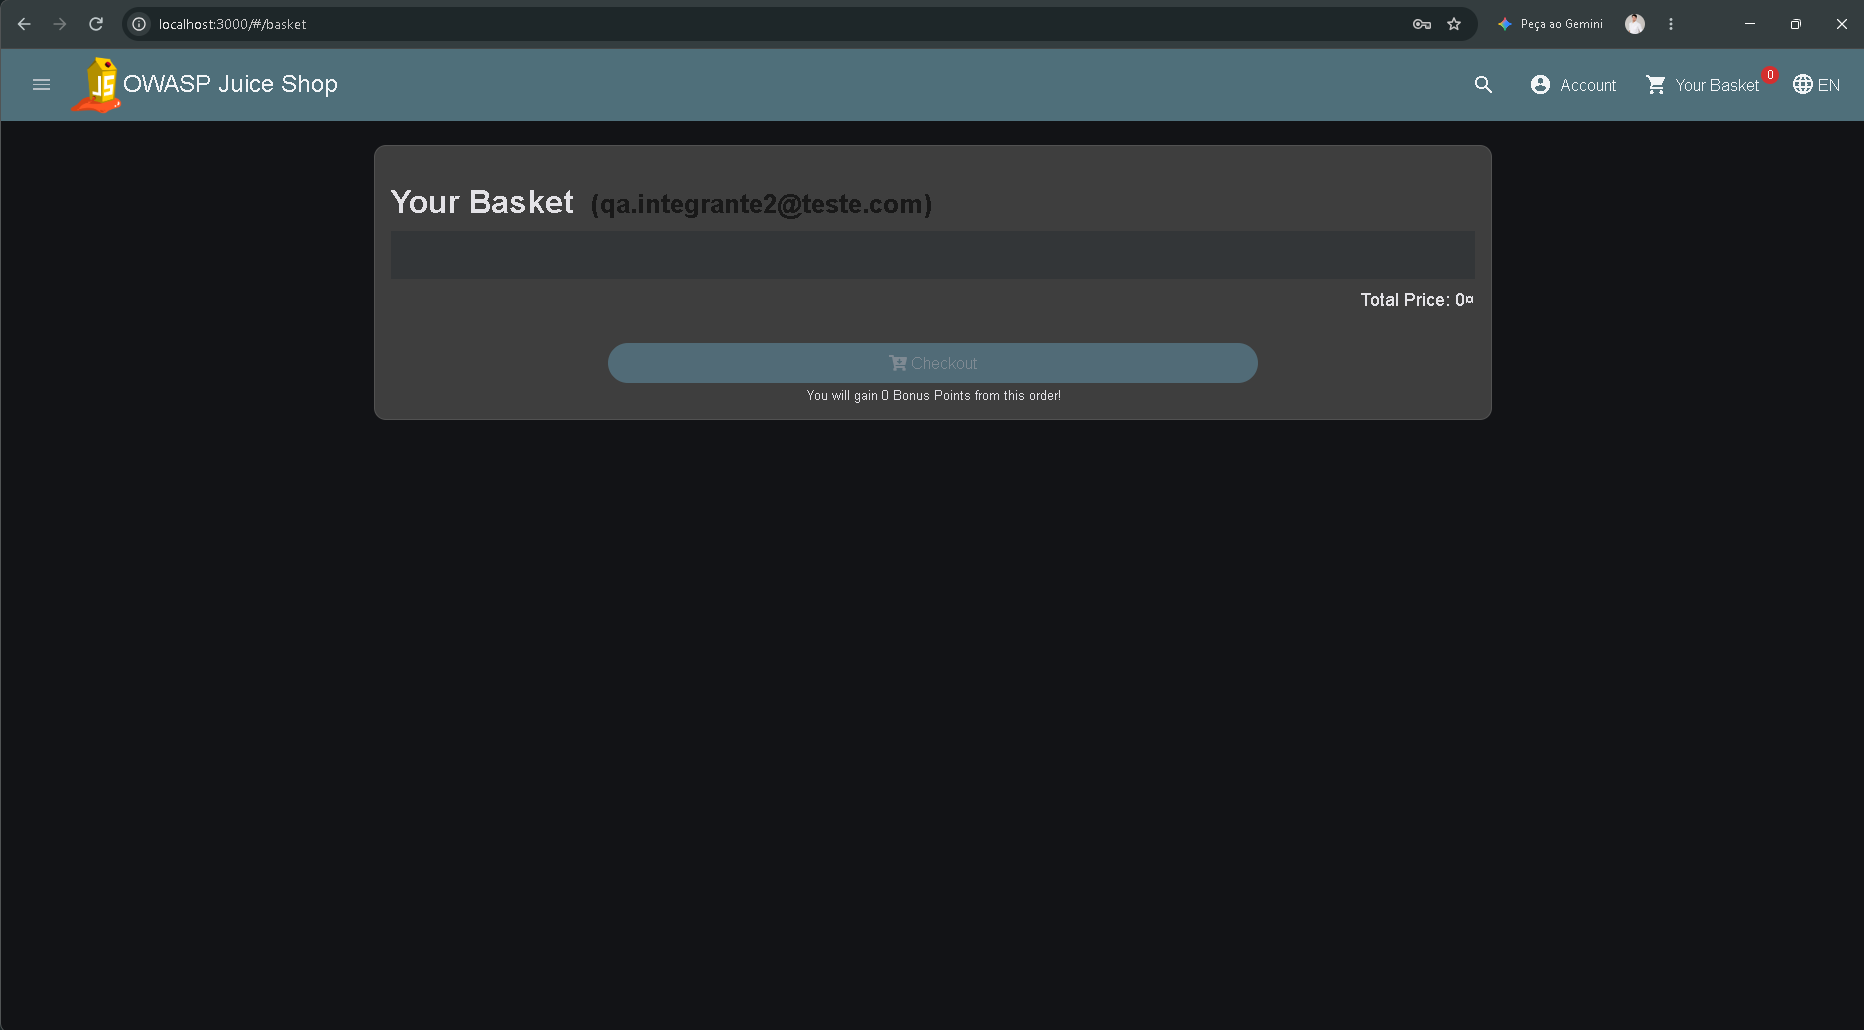 localhost:3000/#/basket
Peça ao Gemini
JS
OWASP Juice Shop
Account
Your Basket
0
EN
Your Basket (qa.integrante2@teste.com)
Total Price: 0¤
Checkout
You will gain 0 Bonus Points from this order!